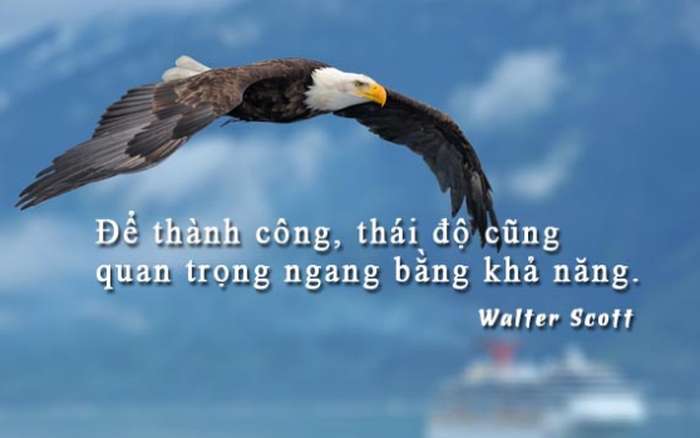 Để thành công, thái độ cũng
quan trọng ngang bằng khả năng.
Walter Scott